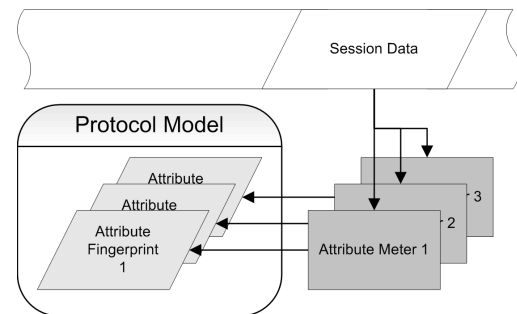 Session Data
Protocol Model
Attribute
Attribute
Attribute
Fingerprint
1
3
2
Attribute Meter 1